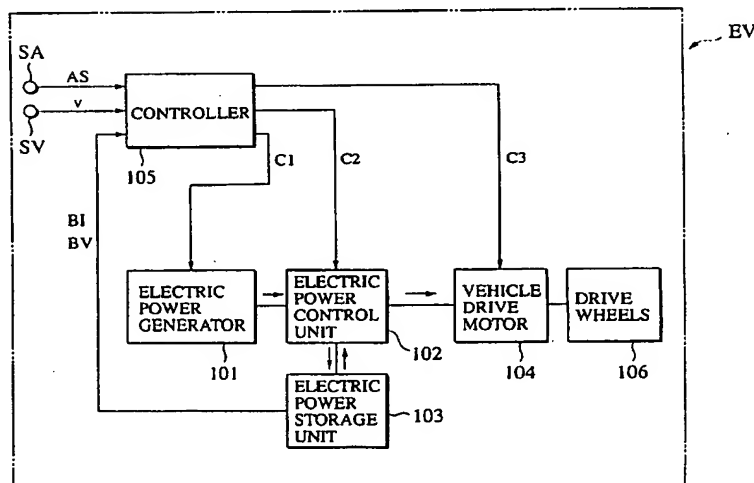 EV
SA
AS
v
SV
CONTROLLER
105
C1
C2
C3
BI
BV
ELECTRIC
POWER
GENERATOR
101
ELECTRIC
POWER
CONTROL
UNIT
102
VEHICLE
DRIVE
MOTOR
104
DRIVE
WHEELS
106
ELECTRIC
POWER
STORAGE
UNIT
103